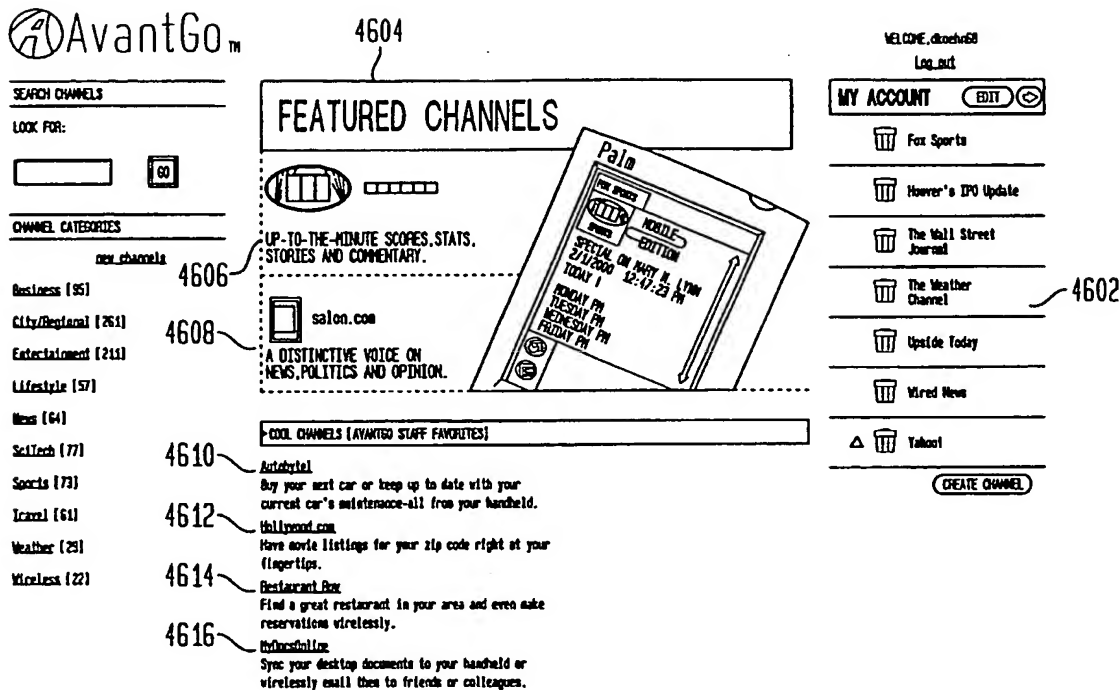 AvantGo TM
SEARCH CHANNELS
LOOK FOR:
GO
CHANNEL CATEGORIES
new channels
Business [95]
City/Regional [261]
Entertainment [211]
Lifestyle [57]
News [64]
SciTech [77]
Sports [73]
Travel [61]
Weather [29]
Wireless [22]
4604
FEATURED CHANNELS
4606
UP-TO-THE-MINUTE SCORES,STATS,
STORIES AND COMMENTARY.
4608
salon.com
A DISTINCTIVE VOICE ON
NEWS,POLITICS AND OPINION.
Palm
FOX SPORTS
SPORTS
MOBILE
EDITION
SPECIAL ON MARY M. LYNN
2/1/2000 12:47:23 PM
TODAY !
MONDAY PM
TUESDAY PM
WEDNESDAY PM
FRIDAY PM
COOL CHANNELS [AVANTGO STAFF FAVORITES]
4610
Autobytel
Buy your next car or keep up to date with your
current car's maintenance-all from your handheld.
4612
Hollywood.com
Have movie listings for your zip code right at your
fingertips.
4614
Restaurant Row
Find a great restaurant in your area and even make
reservations wirelessly.
4616
MyDocsOnline
Sync your desktop documents to your handheld or
wirelessly email them to friends or colleagues.
WELCOME,dkoehn68
Log out
MY ACCOUNT EDIT
Fox Sports
Hoover's IPO Update
The Wall Street
Journal
The Weather
Channel
4602
Upside Today
Wired News
Yahoo!
CREATE CHANNEL